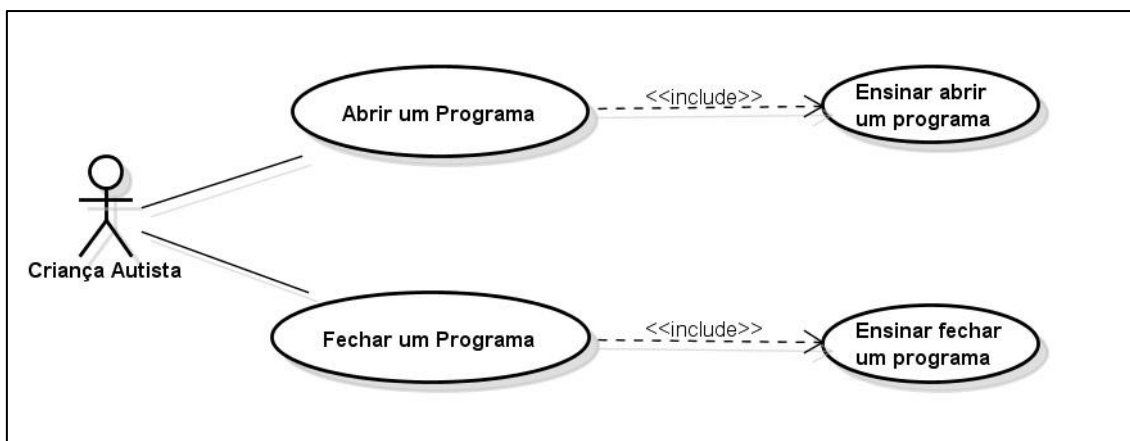 Abrir um Programa
<<include>>
Ensinar abrir
um programa
Criança Autista
Fechar um Programa
<<include>>
Ensinar fechar
um programa